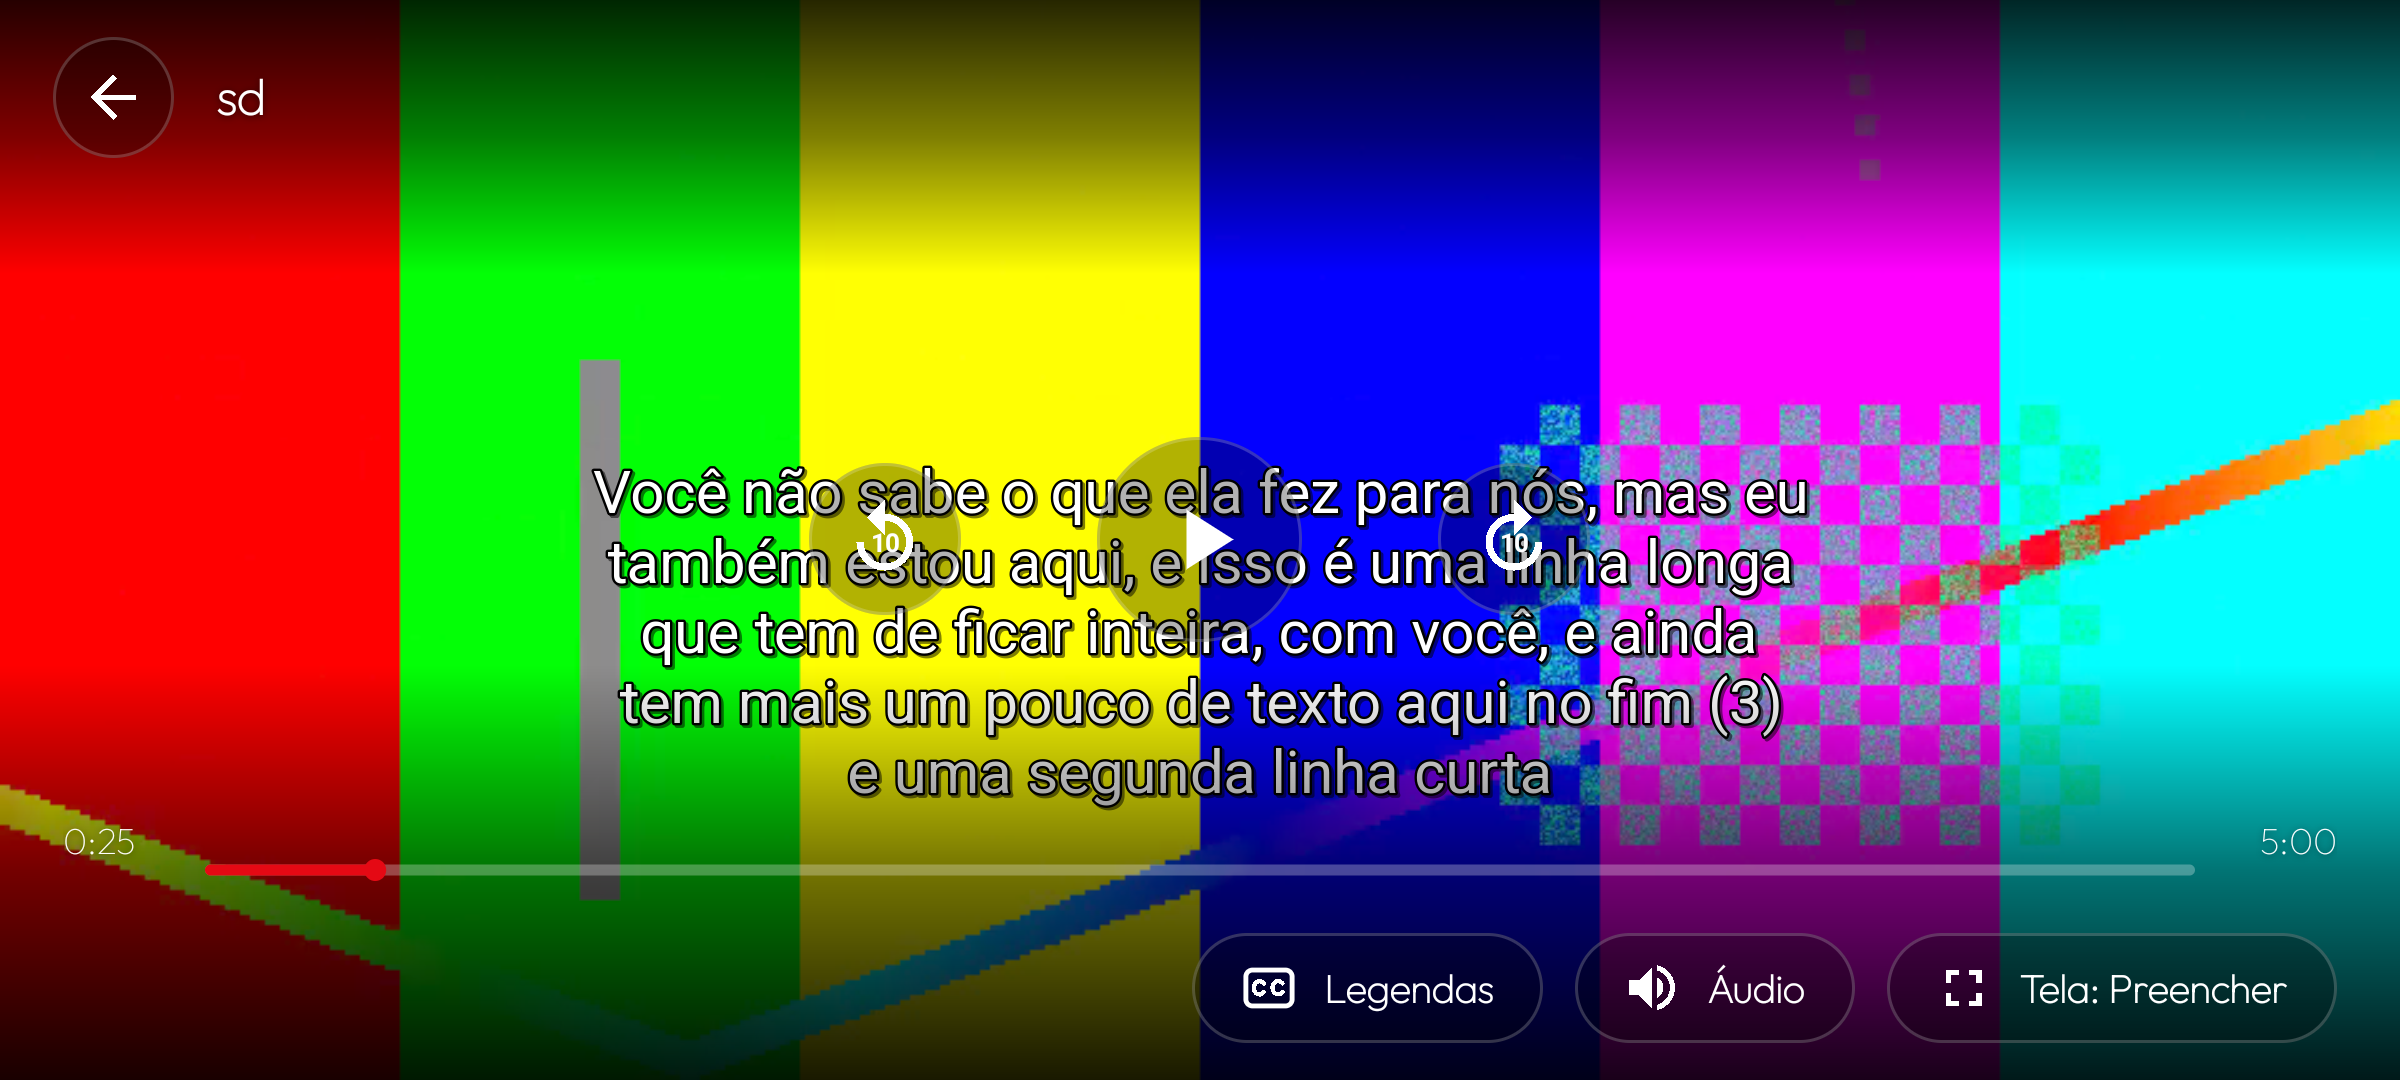 sd
Você não sabe o que ela fez para nós, mas eu
também estou aqui, e isso é uma linha longa
que tem de ficar inteira, com você, e ainda
tem mais um pouco de texto aqui no fim (3)
e uma segunda linha curta
10
10
0:25
5:00
CC Legendas
Áudio
Tela: Preencher